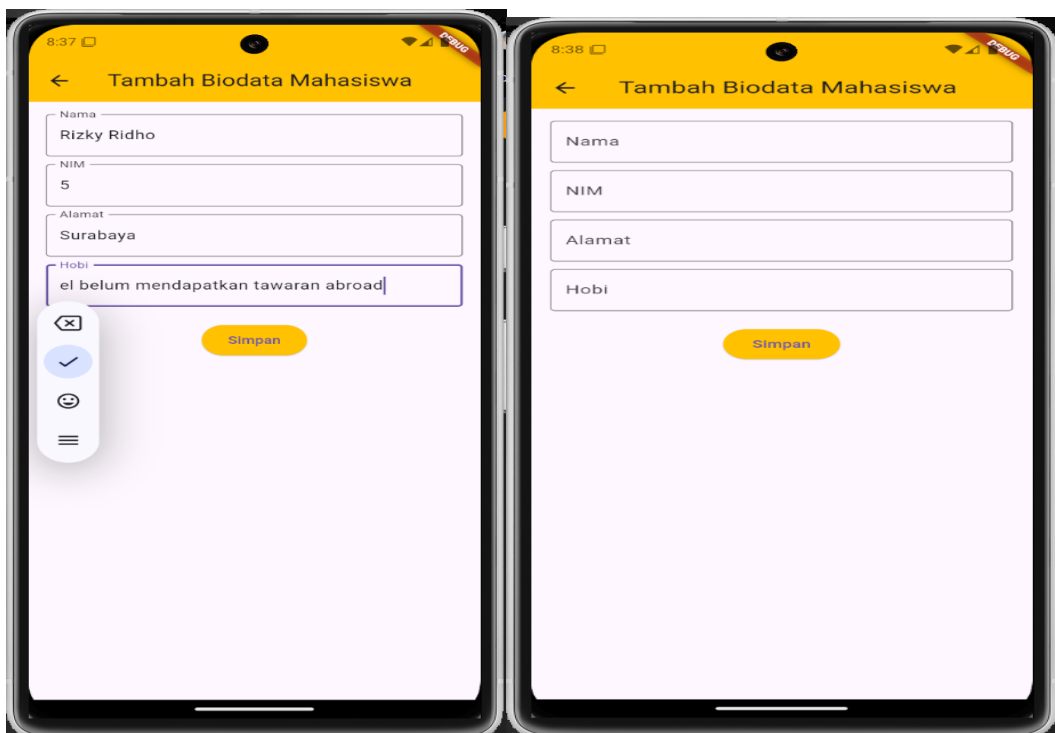 8:37
DEBUG
Tambah Biodata Mahasiswa
Nama
Rizky Ridho
NIM
5
Alamat
Surabaya
Hobi
el belum mendapatkan tawaran abroad
Simpan
8:38
DEBUG
Tambah Biodata Mahasiswa
Nama
NIM
Alamat
Hobi
Simpan